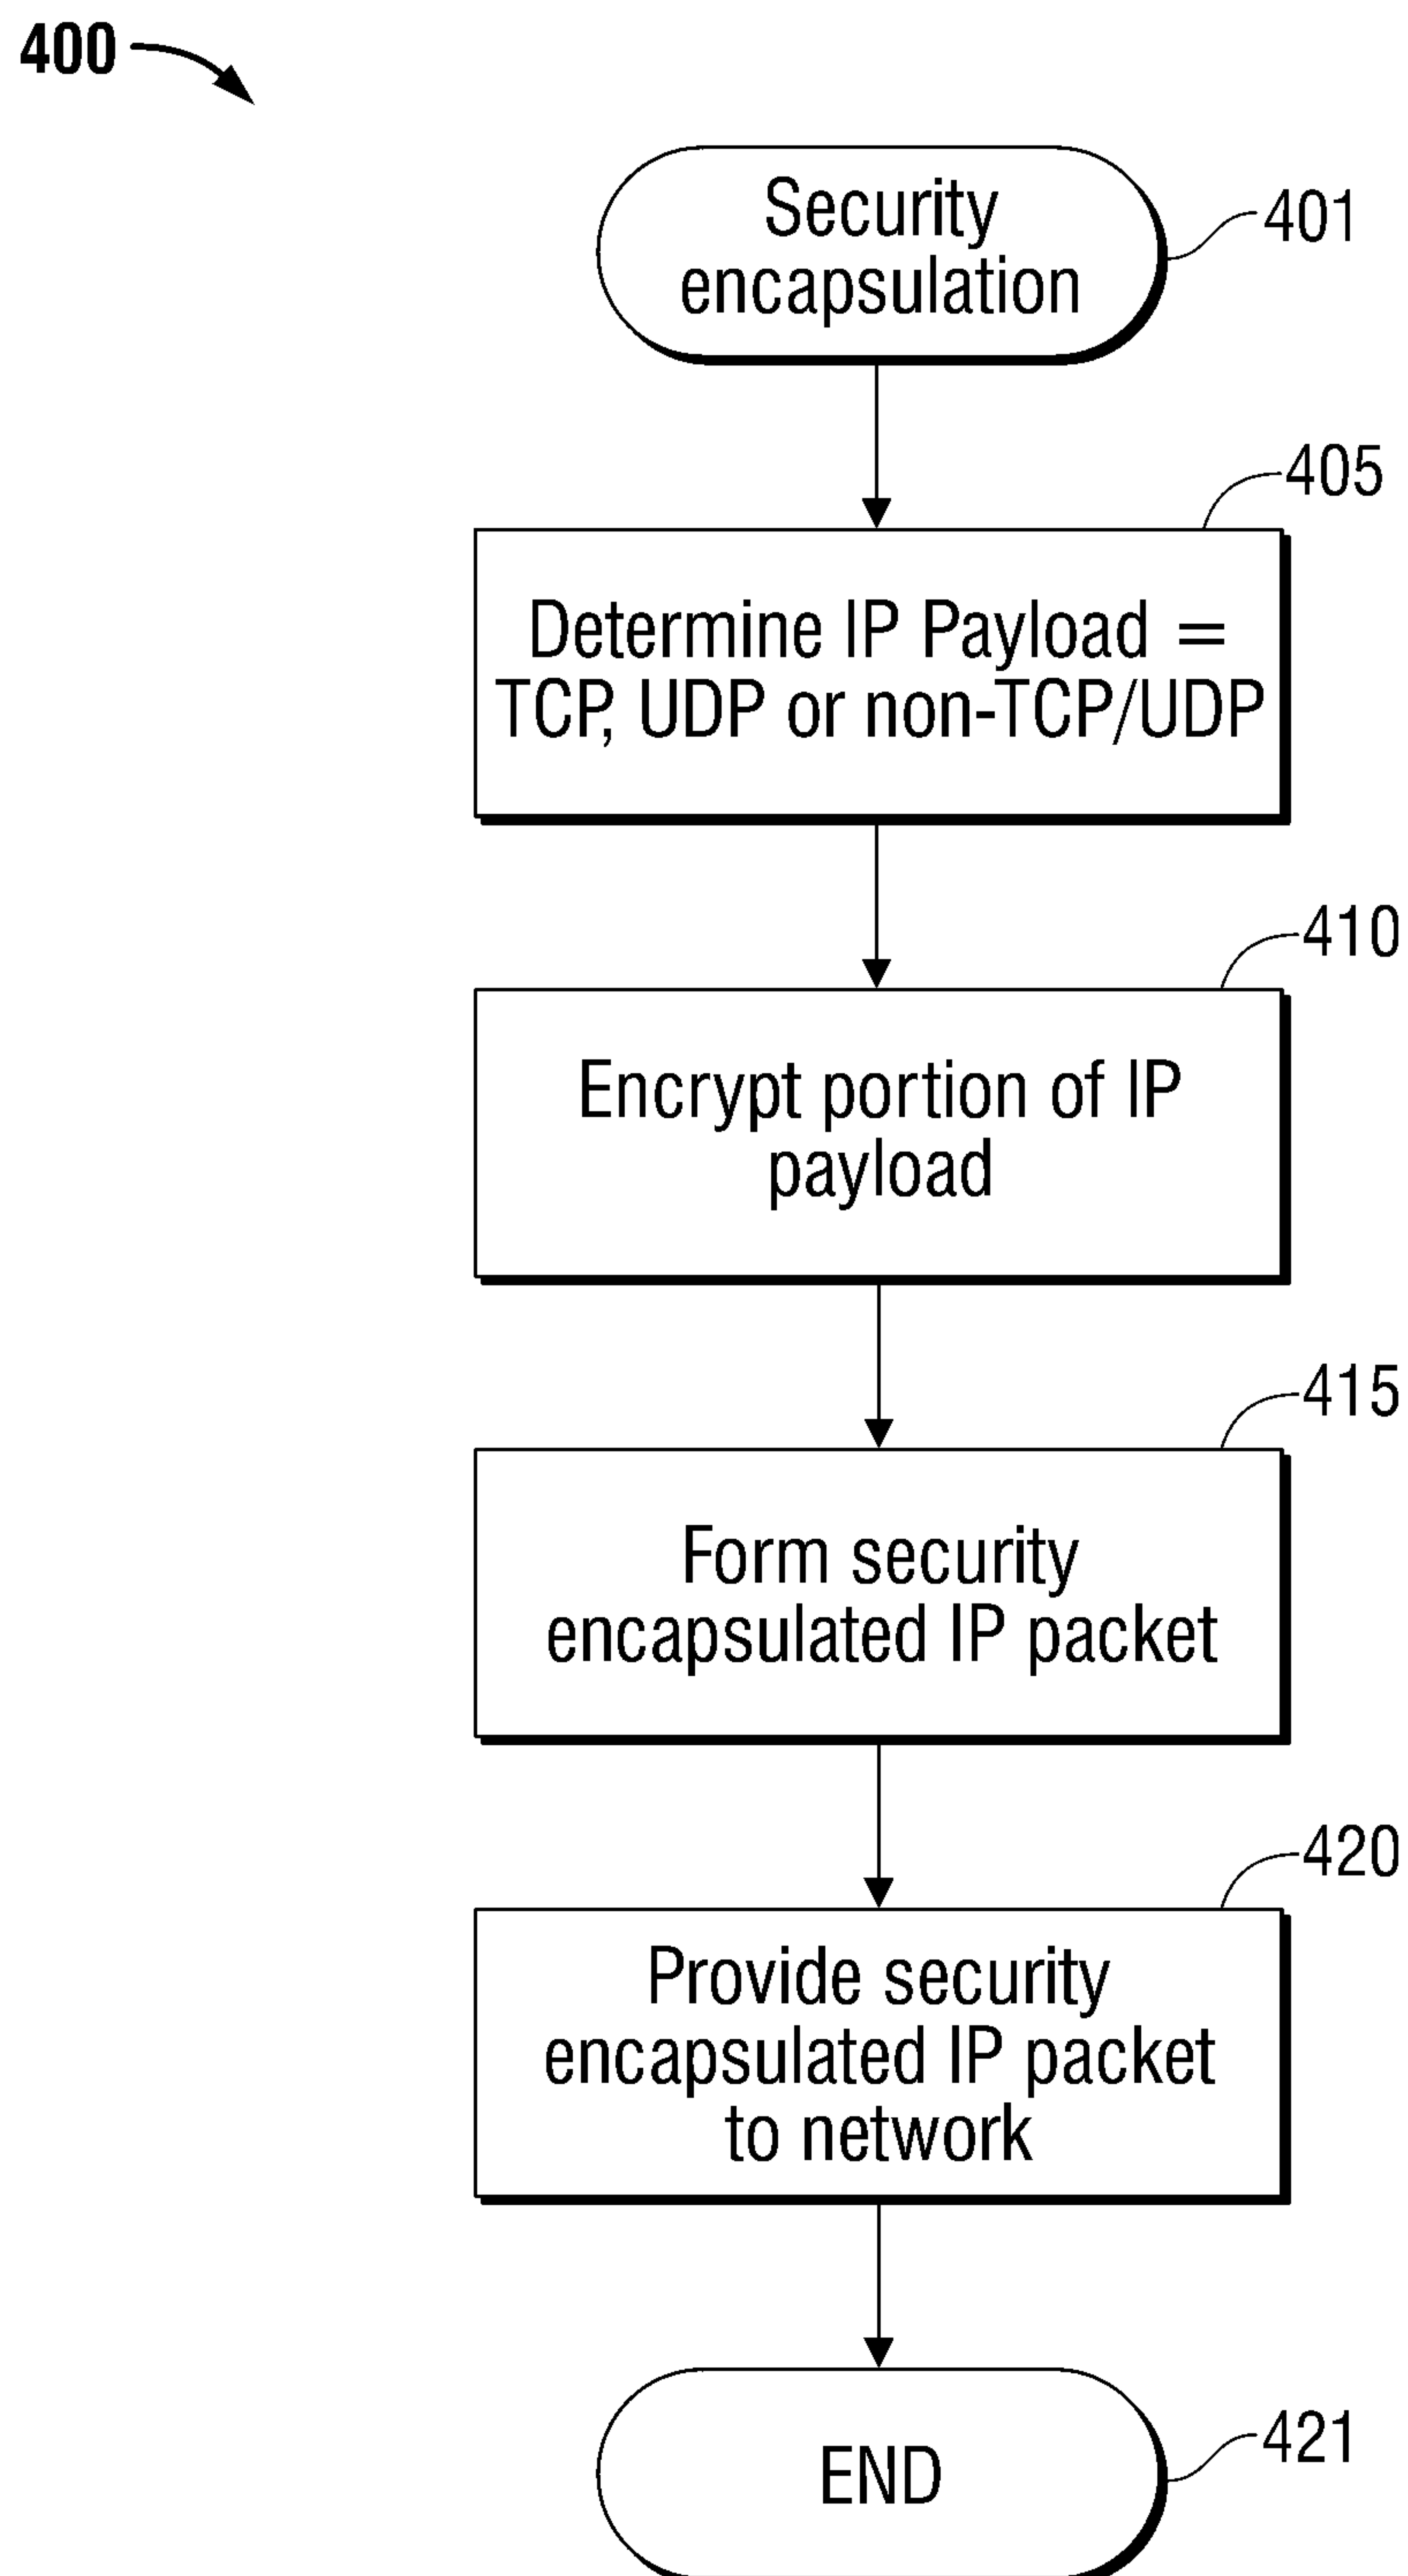 400
Security
encapsulation
401
405
Determine IP Payload =
TCP, UDP or non-TCP/UDP
410
Encrypt portion of IP
payload
415
Form security
encapsulated IP packet
420
Provide security
encapsulated IP packet
to network
END
421